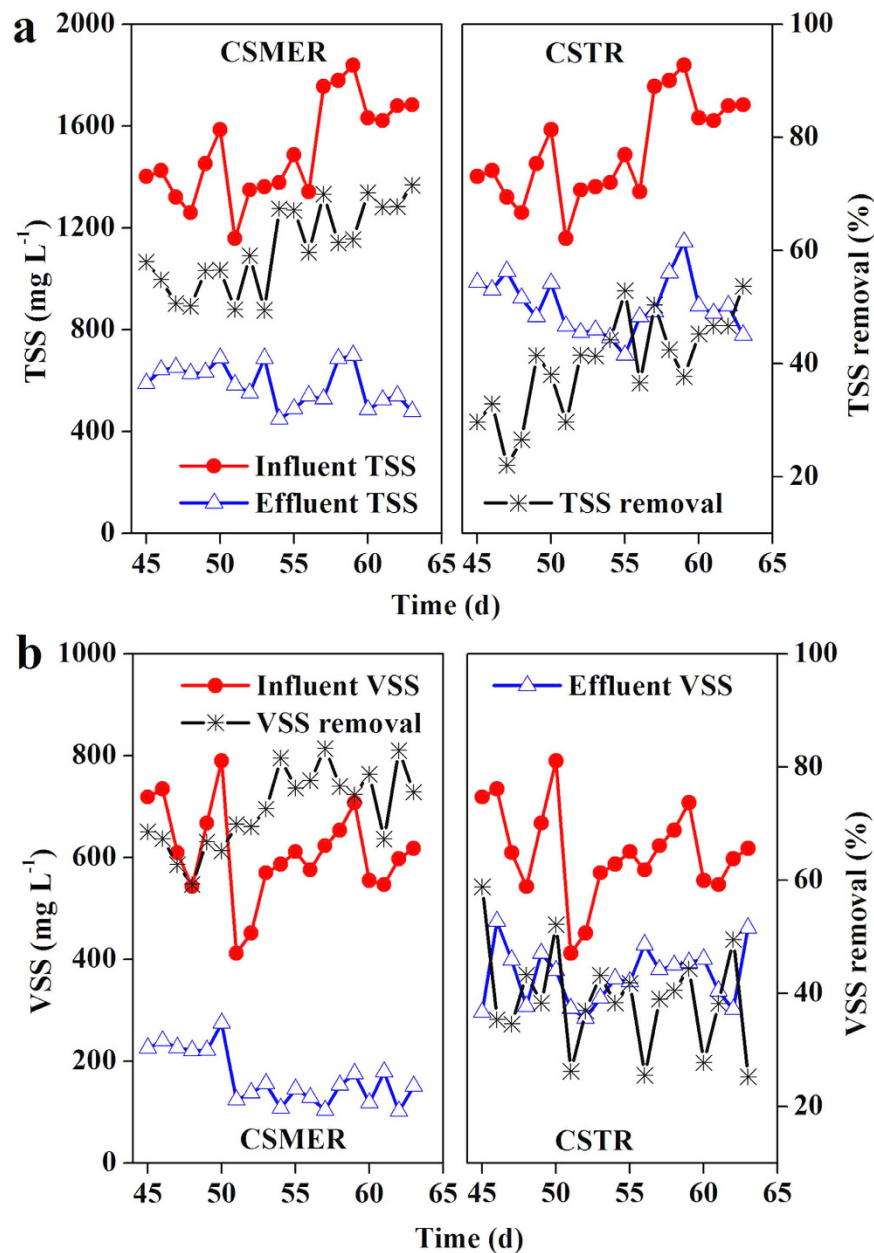 a
2000
1600
1200
800
400
0
TSS (mg L⁻¹)
CSMER
Influent TSS
Effluent TSS
45 50 55 60 65
CSTR
TSS removal
45 50 55 60 65
100
80
60
40
20
TSS removal (%)
Time (d)
b
1000
800
600
400
200
0
VSS (mg L⁻¹)
Influent VSS
VSS removal
CSMER
45 50 55 60 65
Effluent VSS
CSTR
45 50 55 60 65
100
80
60
40
20
VSS removal (%)
Time (d)